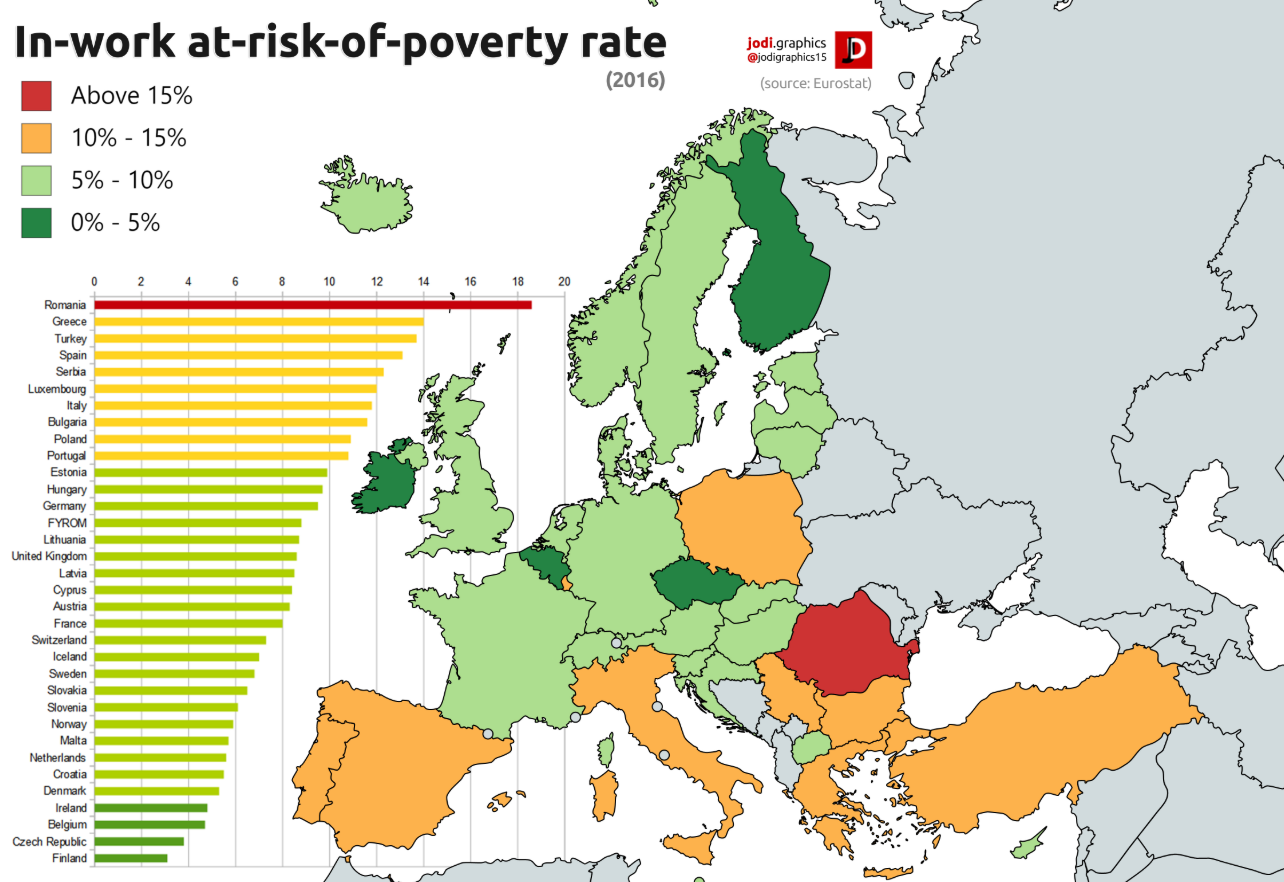 In-work at-risk-of-poverty rate
(2016)
jodi.graphics
@jodigraphics15
JD
(source: Eurostat)
Above 15%
10% - 15%
5% - 10%
0% - 5%
0 2 4 6 8 10 12 14 16 18 20
Romania
Greece
Turkey
Spain
Serbia
Luxembourg
Italy
Bulgaria
Poland
Portugal
Estonia
Hungary
Germany
FYROM
Lithuania
United Kingdom
Latvia
Cyprus
Austria
France
Switzerland
Iceland
Sweden
Slovakia
Slovenia
Norway
Malta
Netherlands
Croatia
Denmark
Ireland
Belgium
Czech Republic
Finland